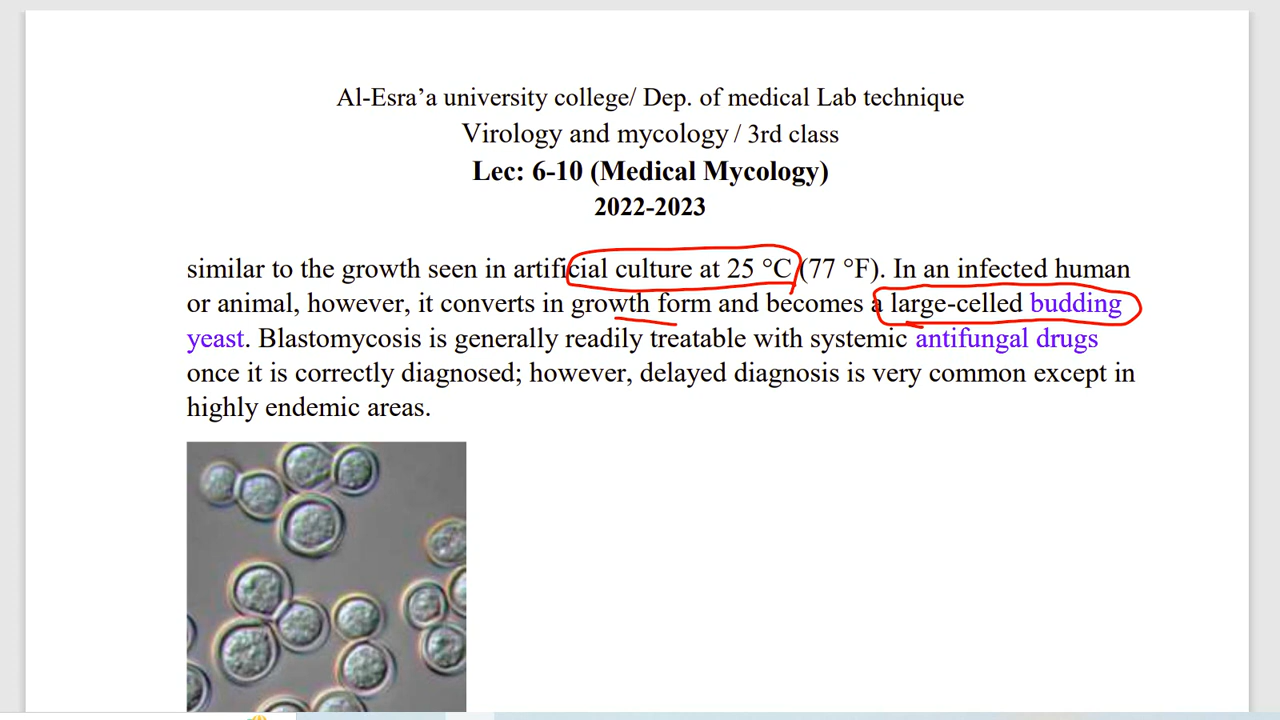 Al-Esra’a university college/ Dep. of medical Lab technique
Virology and mycology / 3rd class
Lec: 6-10 (Medical Mycology)
2022-2023
similar to the growth seen in artificial culture at 25 °C (77 °F). In an infected human
or animal, however, it converts in growth form and becomes a large-celled budding
yeast. Blastomycosis is generally readily treatable with systemic antifungal drugs
once it is correctly diagnosed; however, delayed diagnosis is very common except in
highly endemic areas.